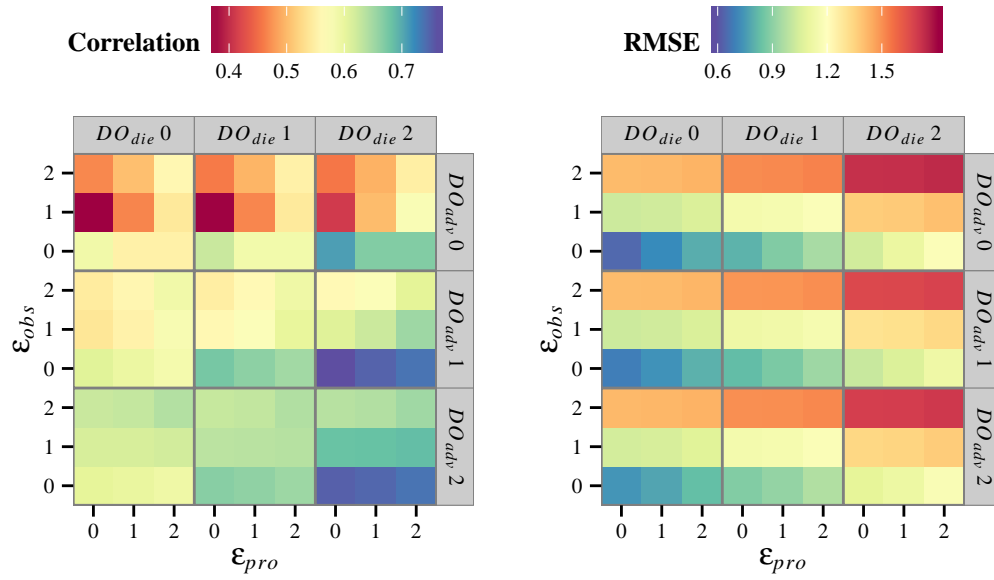 Correlation
0.4 0.5 0.6 0.7
RMSE
0.6 0.9 1.2 1.5
DO_die 0 DO_die 1 DO_die 2
DO_die 0 DO_die 1 DO_die 2
2
1
0
DO_adv 0
2
1
0
DO_adv 1
2
1
0
DO_adv 2
ε_obs
0 1 2 0 1 2 0 1 2
ε_pro
2
1
0
DO_adv 0
2
1
0
DO_adv 1
2
1
0
DO_adv 2
ε_obs
0 1 2 0 1 2 0 1 2
ε_pro